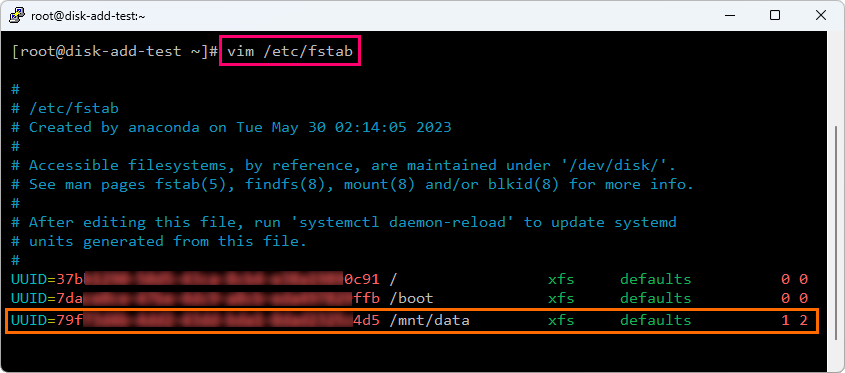 root@disk-add-test:~
[root@disk-add-test ~]# vim /etc/fstab
#
# /etc/fstab
# Created by anaconda on Tue May 30 02:14:05 2023
#
# Accessible filesystems, by reference, are maintained under '/dev/disk/'.
# See man pages fstab(5), findfs(8), mount(8) and/or blkid(8) for more info.
#
# After editing this file, run 'systemctl daemon-reload' to update systemd
# units generated from this file.
#
UUID=37b 0c91 / xfs defaults 0 0
UUID=7da ffb /boot xfs defaults 0 0
UUID=79f 4d5 /mnt/data xfs defaults 1 2